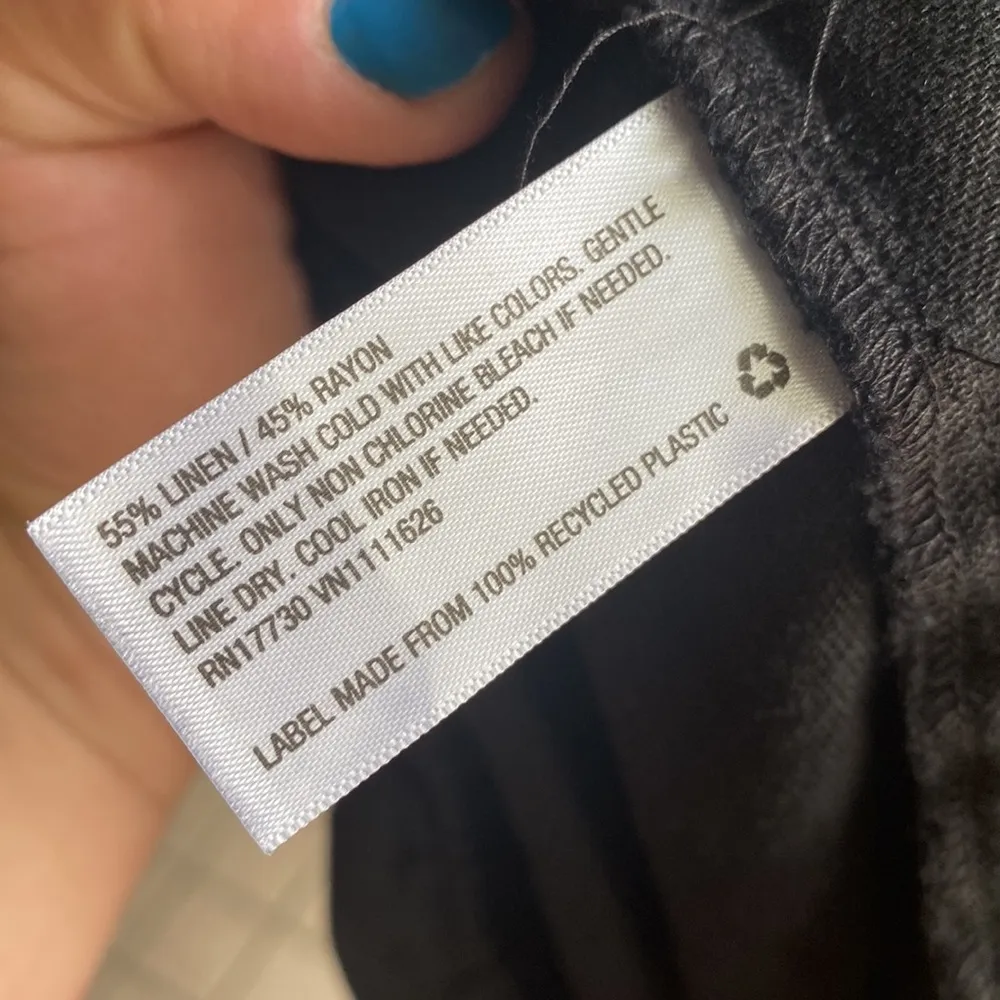 55% LINEN / 45% RAYON
MACHINE WASH COLD WITH LIKE COLORS. GENTLE
CYCLE. ONLY NON CHLORINE BLEACH IF NEEDED.
LINE DRY. COOL IRON IF NEEDED.
RN17730 VN1111626
LABEL MADE FROM 100% RECYCLED PLASTIC